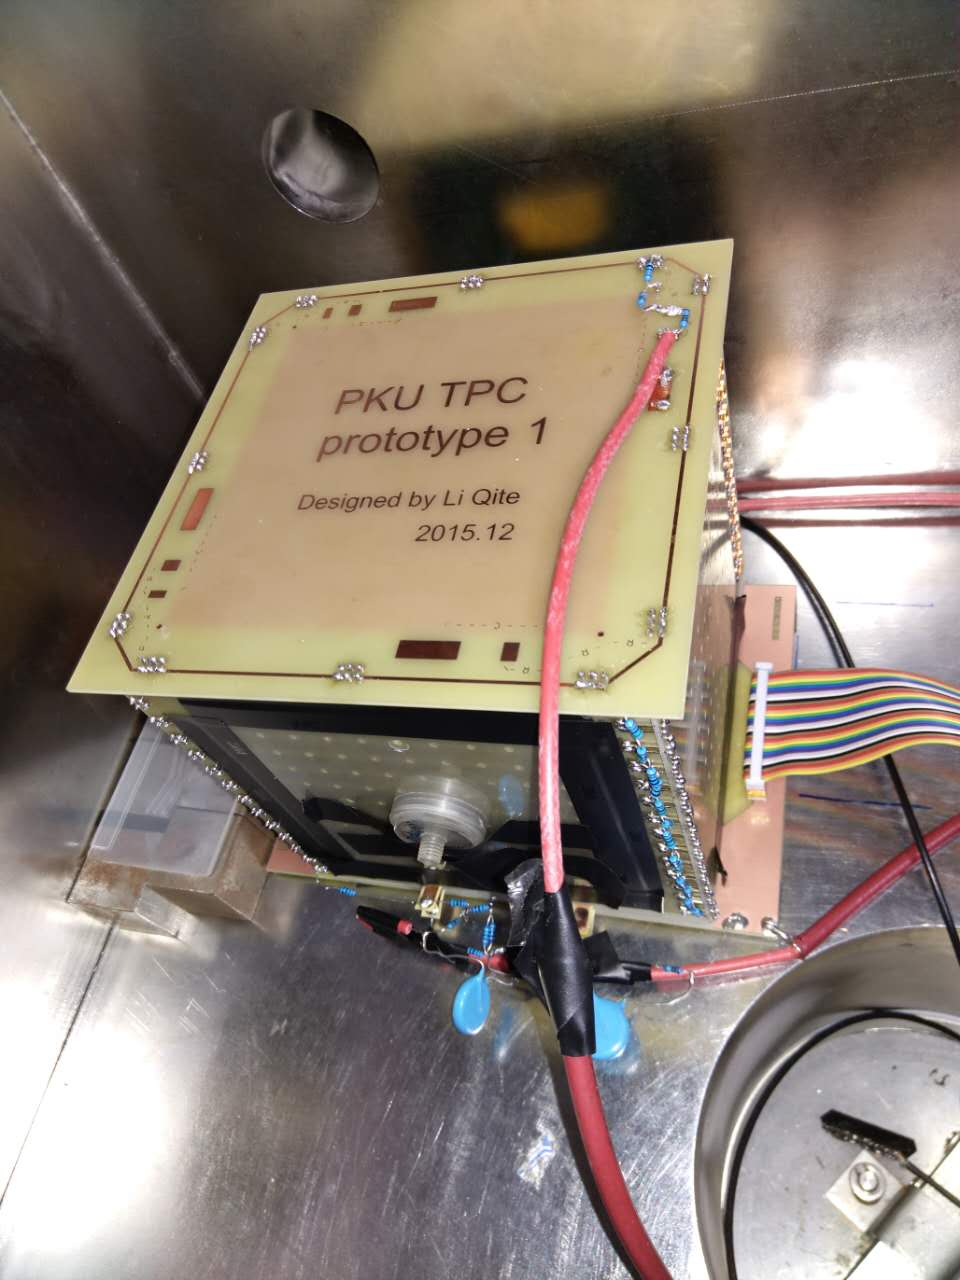 PKU TPC
prototype 1
Designed by Li Qite
2015.12